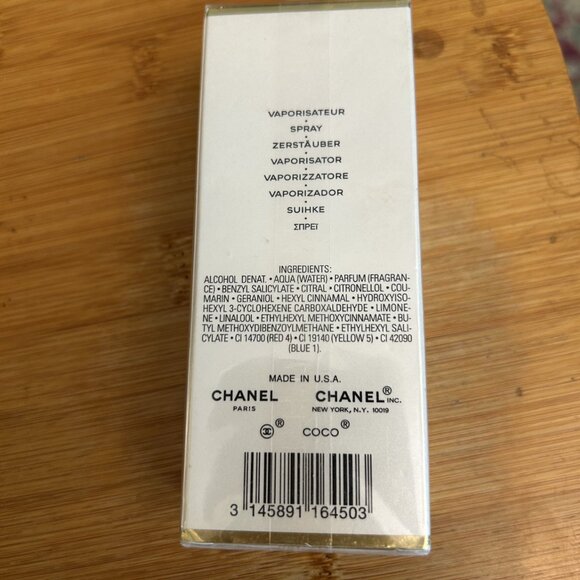 VAPORISATEUR
•
SPRAY
•
ZERSTÄUBER
•
VAPORISATOR
•
VAPORIZZATORE
•
VAPORIZADOR
•
SUIHKE
•
ΣΠΡΕΪ
INGREDIENTS:
ALCOHOL DENAT. • AQUA (WATER) • PARFUM (FRAGRAN-
CE) • BENZYL SALICYLATE • CITRAL • CITRONELLOL • COU-
MARIN • GERANIOL • HEXYL CINNAMAL • HYDROXYISO-
HEXYL 3-CYCLOHEXENE CARBOXALDEHYDE • LIMONE-
NE • LINALOOL • ETHYLHEXYL METHOXYCINNAMATE • BU-
TYL METHOXYDIBENZOYLMETHANE • ETHYLHEXYL SALI-
CYLATE • CI 14700 (RED 4) • CI 19140 (YELLOW 5) • CI 42090
(BLUE 1).
MADE IN U.S.A.
CHANEL CHANEL® INC.
PARIS NEW YORK, N.Y. 10019
® COCO®
3 145891 164503